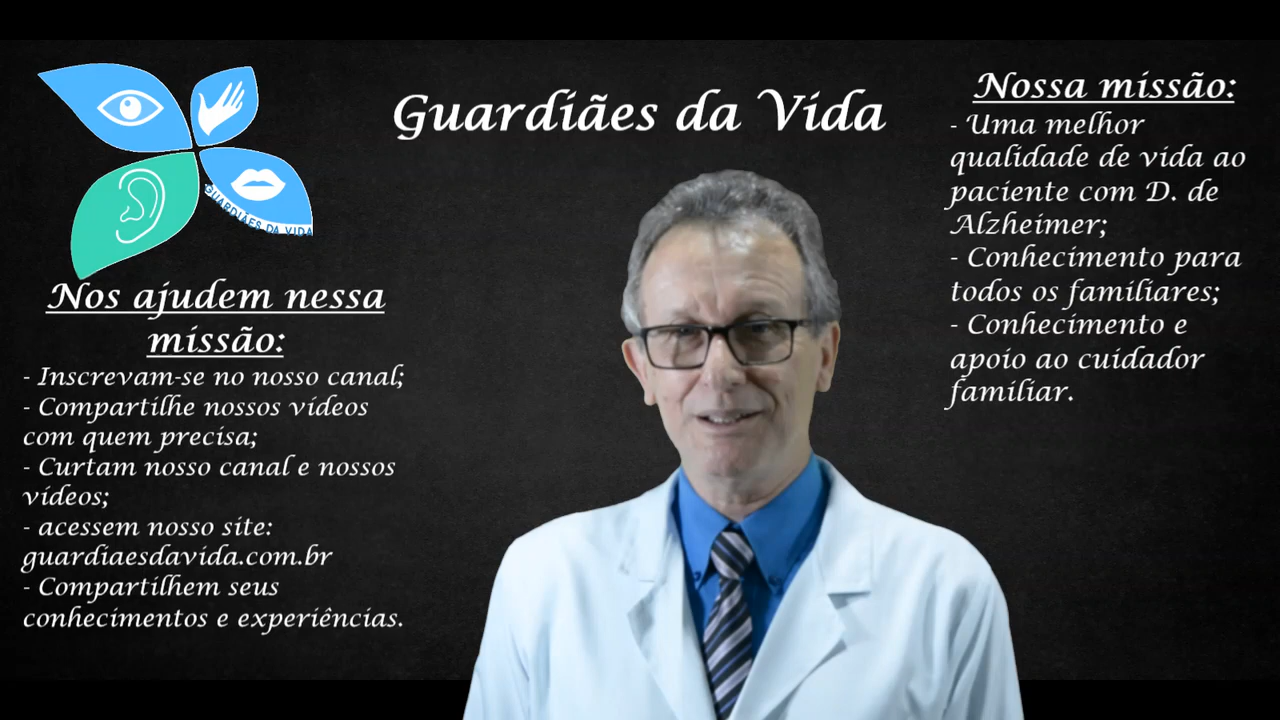 GUARDIÃES DA VIDA
Guardiães da Vida
Nos ajudem nessa
missão:
- Inscrevam-se no nosso canal;
- Compartilhe nossos vídeos
com quem precisa;
- Curtam nosso canal e nossos
vídeos;
- acessem nosso site:
guardiaesdavida.com.br
- Compartilhem seus
conhecimentos e experiências.
Nossa missão:
- Uma melhor
qualidade de vida ao
paciente com D. de
Alzheimer;
- Conhecimento para
todos os familiares;
- Conhecimento e
apoio ao cuidador
familiar.